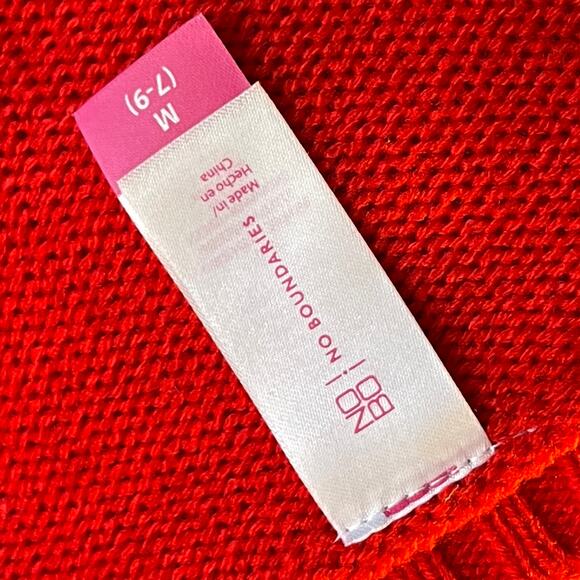 M
(7-9)
NO
BO
NO BOUNDARIES
Made in/
Hecho en
China